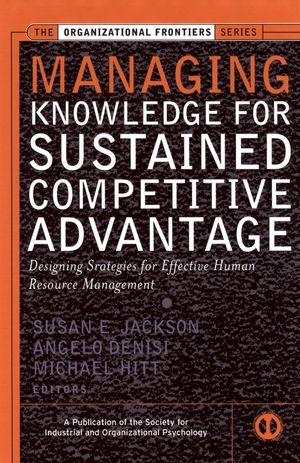 THE ORGANIZATIONAL FRONTIERS SERIES
MANAGING
KNOWLEDGE FOR
SUSTAINED
COMPETITIVE
ADVANTAGE
Designing Srategies for Effective Human
Resource Management
SUSAN E. JACKSON
ANGELO DENISI
MICHAEL HITT
EDITORS
A Publication of the Society for
Industrial and Organizational Psychology